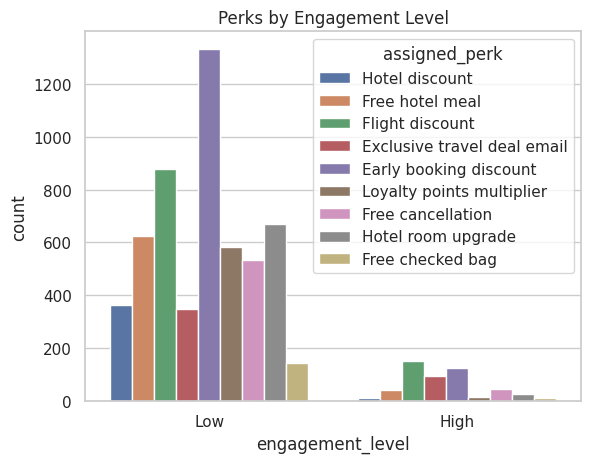 Perks by Engagement Level
assigned_perk
Hotel discount
Free hotel meal
Flight discount
Exclusive travel deal email
Early booking discount
Loyalty points multiplier
Free cancellation
Hotel room upgrade
Free checked bag
count
1200
1000
800
600
400
200
0
Low
High
engagement_level